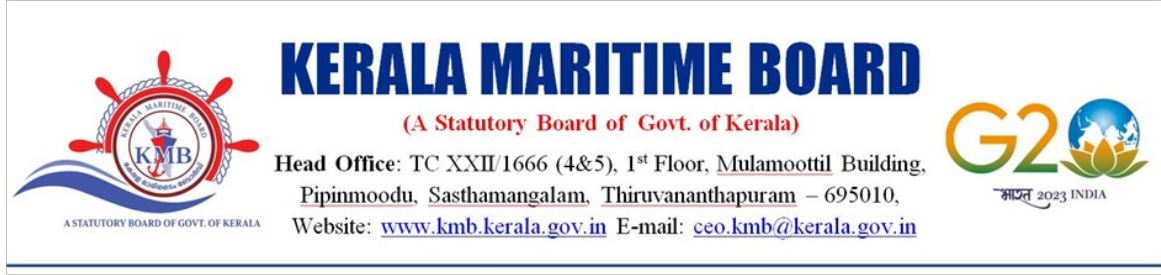 KERALA MARITIME BOARD
(A Statutory Board of Govt. of Kerala)
Head Office: TC XXII/1666 (4&5), 1st Floor, Mulamoottil Building,
Pipinmoodu, Sasthamangalam, Thiruvananthapuram – 695010,
Website: www.kmb.kerala.gov.in E-mail: ceo.kmb@kerala.gov.in
KERALA MARITIME BOARD
KMB
കേരള മാരിടൈം ബോർഡ്
A STATUTORY BOARD OF GOVT. OF KERALA
G20
भारत 2023 INDIA